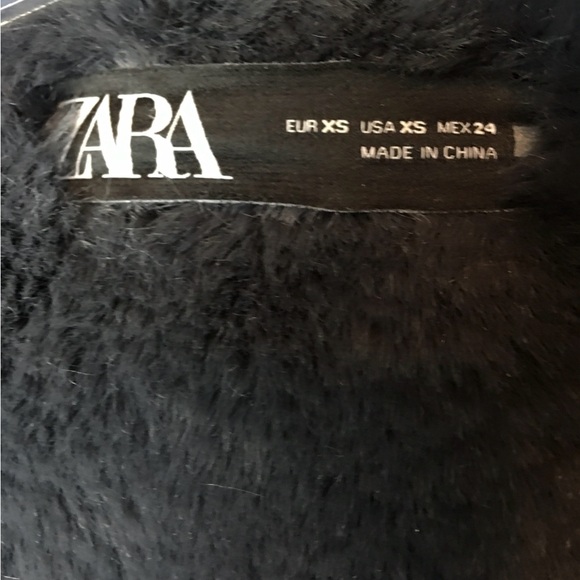 ZARA
EUR XS USA XS MEX 24
MADE IN CHINA